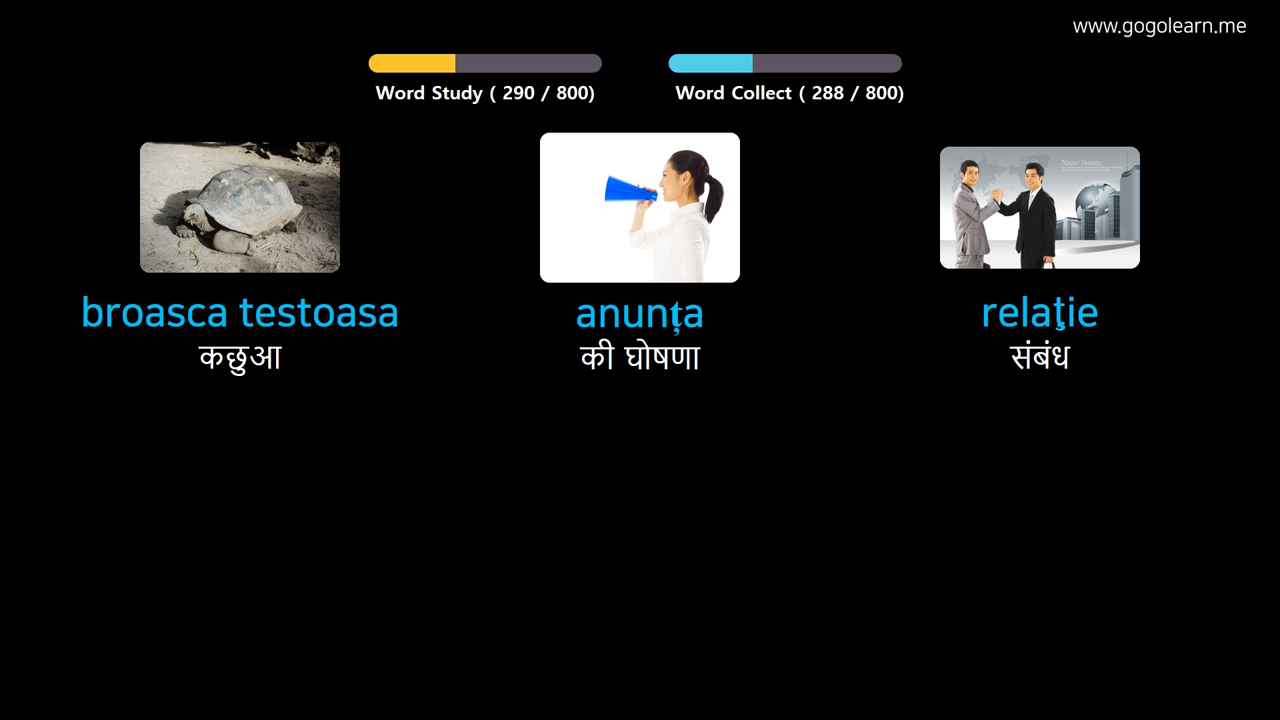 www.gogolearn.me
Word Study ( 290 / 800)
Word Collect ( 288 / 800)
broasca testoasa
anunța
relaţie
कछुआ
की घोषणा
संबंध